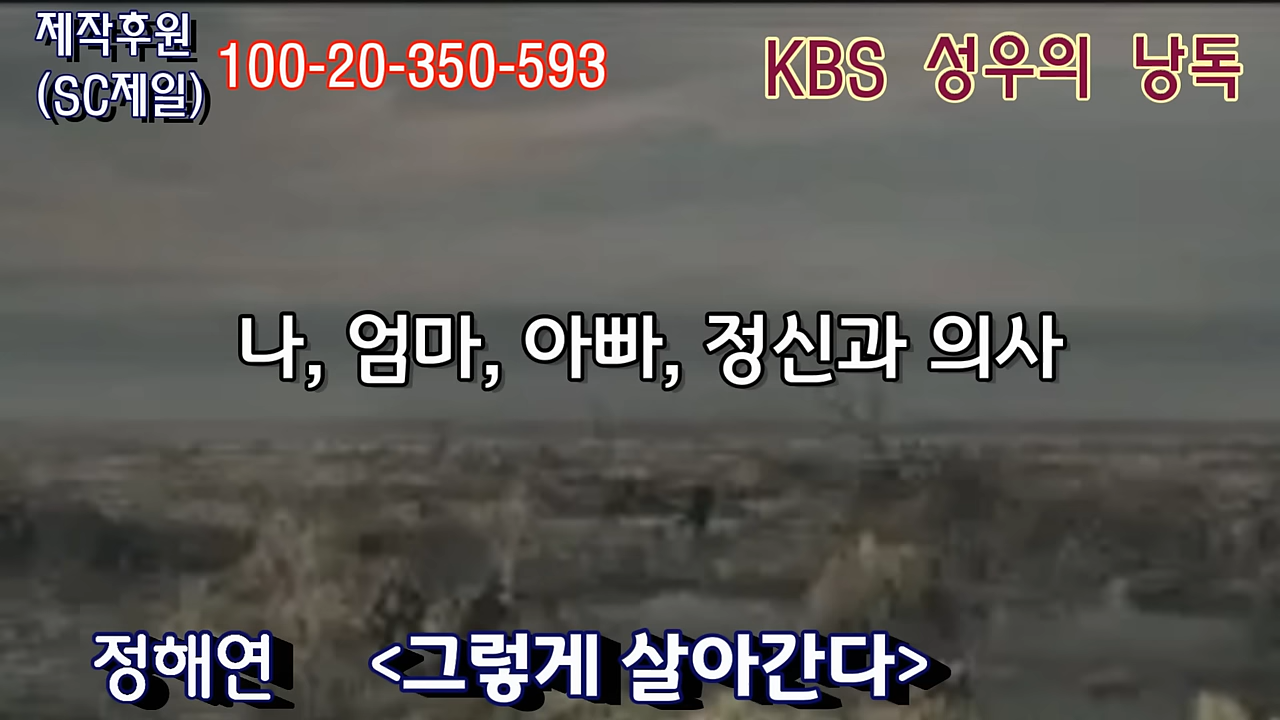 제작후원
(SC제일)
100-20-350-593
KBS 성우의 낭독
나, 엄마, 아빠, 정신과 의사
정해연 <그렇게 살아간다>